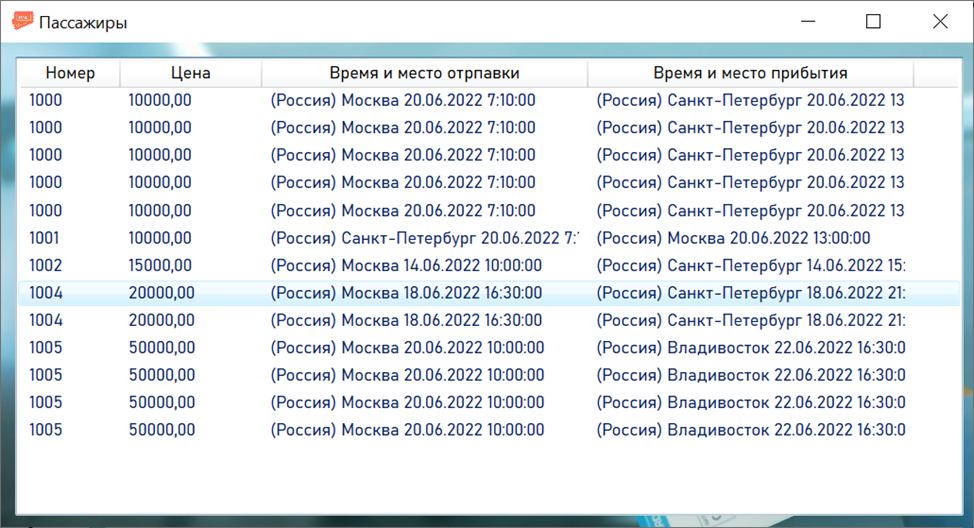 Пассажиры
Номер Цена Время и место отрпавки Время и место прибытия
1000 10000,00 (Россия) Москва 20.06.2022 7:10:00 (Россия) Санкт-Петербург 20.06.2022 13
1000 10000,00 (Россия) Москва 20.06.2022 7:10:00 (Россия) Санкт-Петербург 20.06.2022 13
1000 10000,00 (Россия) Москва 20.06.2022 7:10:00 (Россия) Санкт-Петербург 20.06.2022 13
1000 10000,00 (Россия) Москва 20.06.2022 7:10:00 (Россия) Санкт-Петербург 20.06.2022 13
1000 10000,00 (Россия) Москва 20.06.2022 7:10:00 (Россия) Санкт-Петербург 20.06.2022 13
1001 10000,00 (Россия) Санкт-Петербург 20.06.2022 7: (Россия) Москва 20.06.2022 13:00:00
1002 15000,00 (Россия) Москва 14.06.2022 10:00:00 (Россия) Санкт-Петербург 14.06.2022 15:
1004 20000,00 (Россия) Москва 18.06.2022 16:30:00 (Россия) Санкт-Петербург 18.06.2022 21:
1004 20000,00 (Россия) Москва 18.06.2022 16:30:00 (Россия) Санкт-Петербург 18.06.2022 21:
1005 50000,00 (Россия) Москва 20.06.2022 10:00:00 (Россия) Владивосток 22.06.2022 16:30:0
1005 50000,00 (Россия) Москва 20.06.2022 10:00:00 (Россия) Владивосток 22.06.2022 16:30:0
1005 50000,00 (Россия) Москва 20.06.2022 10:00:00 (Россия) Владивосток 22.06.2022 16:30:0
1005 50000,00 (Россия) Москва 20.06.2022 10:00:00 (Россия) Владивосток 22.06.2022 16:30:0